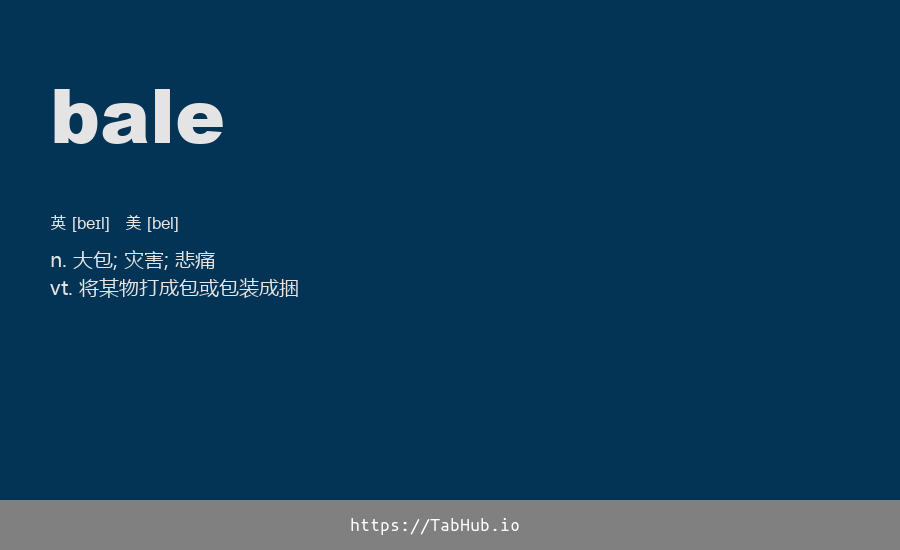 bale
英 [beɪl] 美 [bel]
n. 大包; 灾害; 悲痛
vt. 将某物打成包或包装成捆
https://TabHub.io